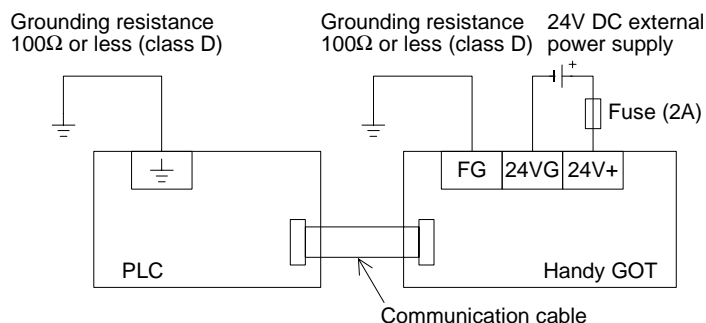 Grounding resistance
100Ω or less (class D)
Grounding resistance
100Ω or less (class D)
24V DC external
power supply
+
Fuse (2A)
FG
24VG
24V+
PLC
Handy GOT
Communication cable